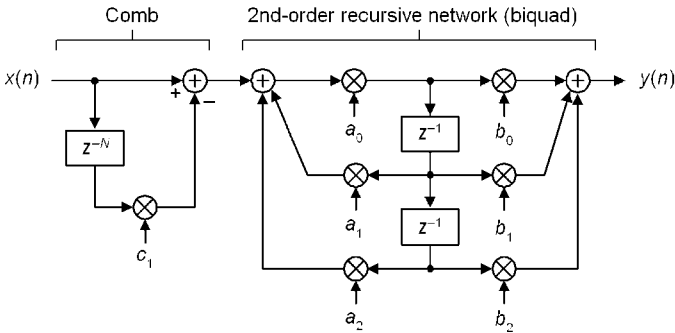 Comb
2nd-order recursive network (biquad)
x(n) + + − + + y(n)
a₀ b₀
z⁻ᴺ z⁻¹
a₁ b₁
c₁ z⁻¹
a₂ b₂